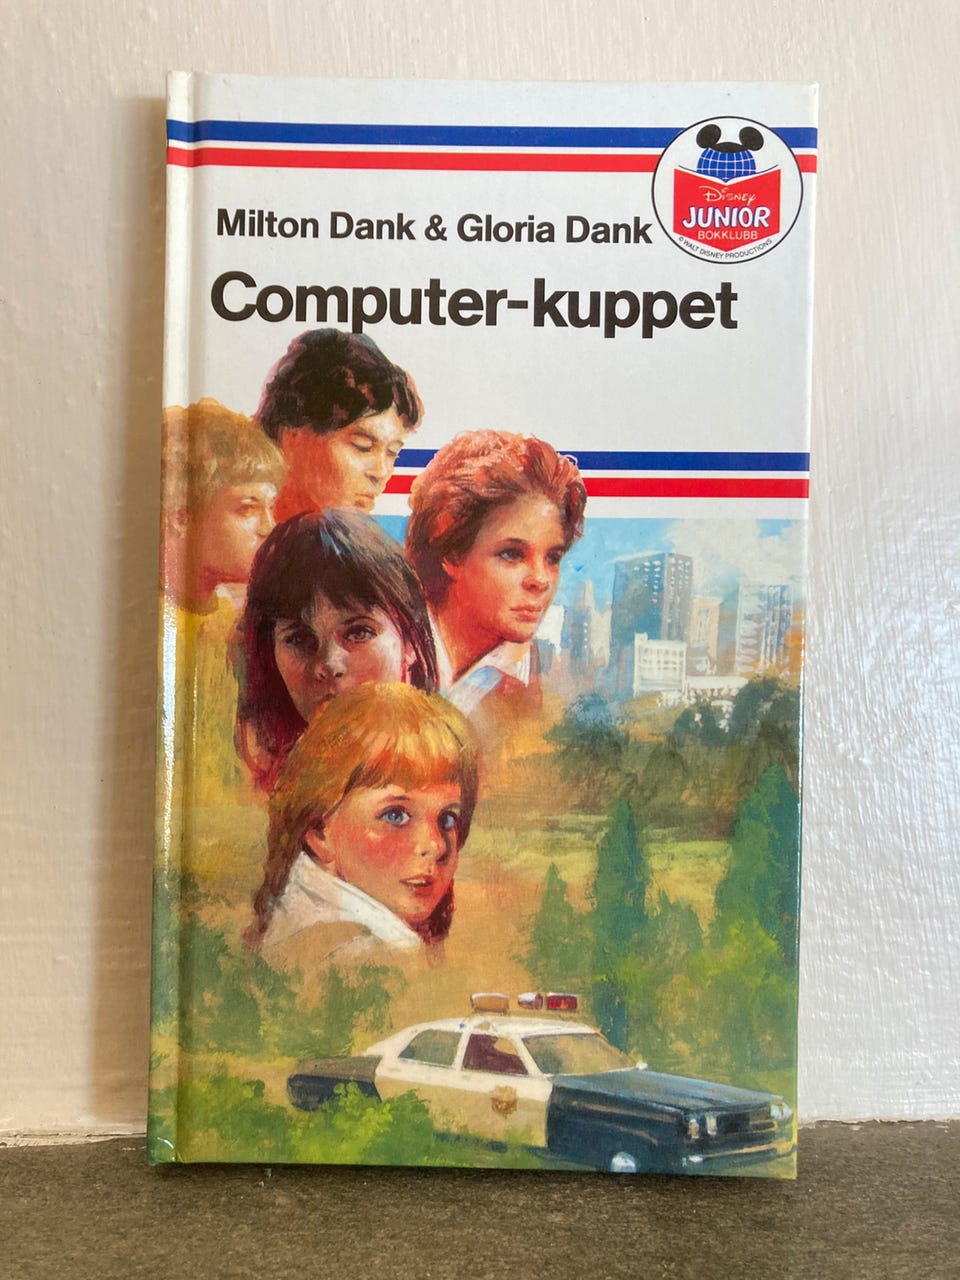 Milton Dank & Gloria Dank
Computer-kuppet
Disney
JUNIOR
BOKKLUBB
© WALT DISNEY PRODUCTIONS